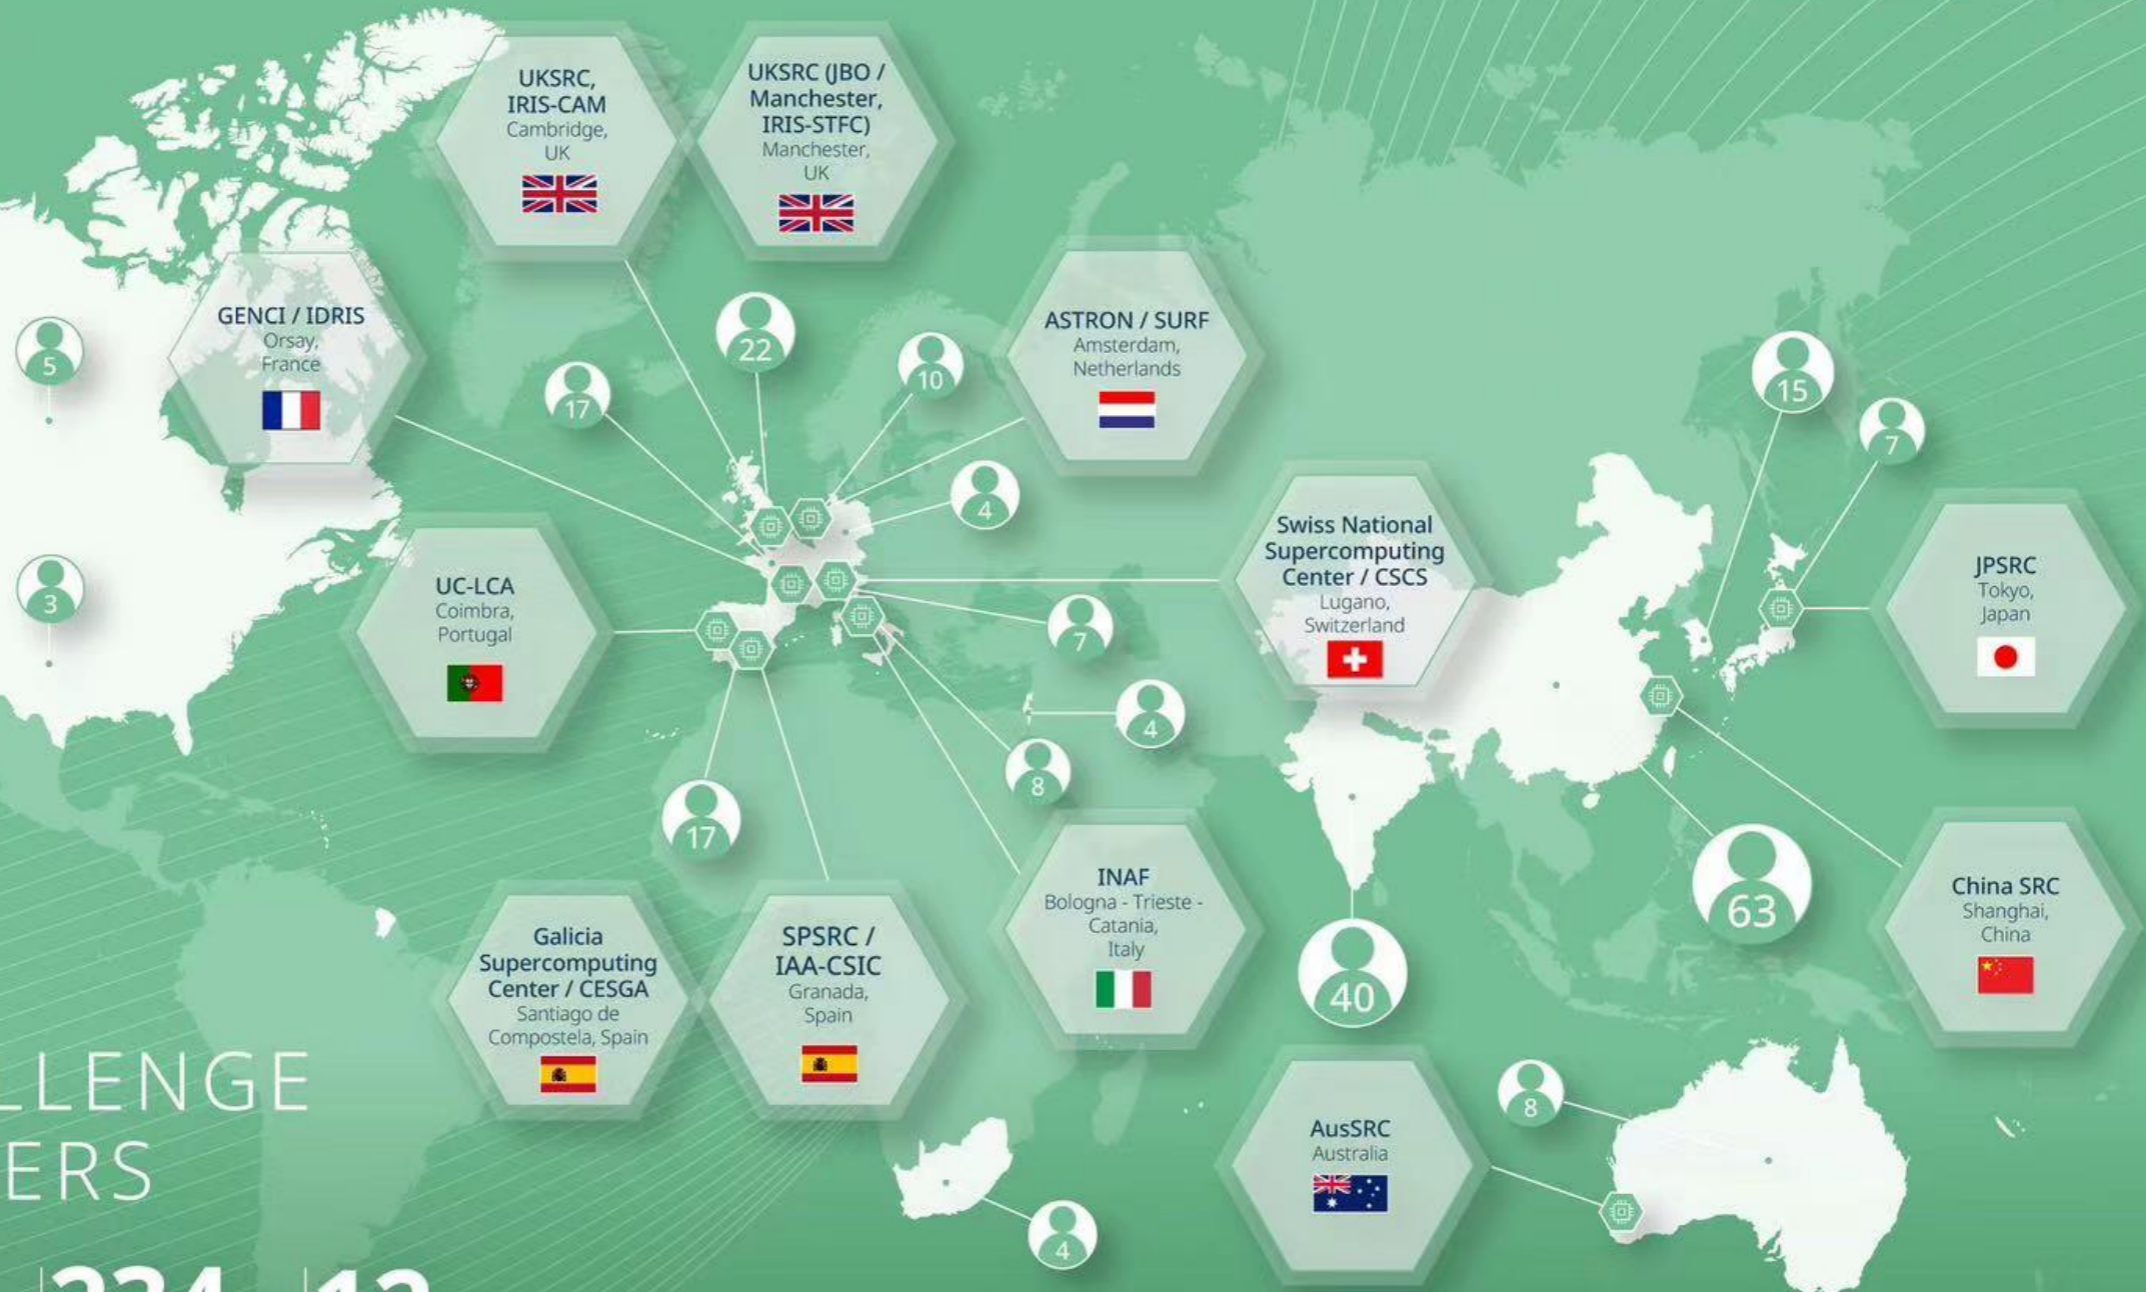 UKSRC,
IRIS-CAM
Cambridge,
UK
UKSRC (JBO /
Manchester,
IRIS-STFC)
Manchester,
UK
GENCI / IDRIS
Orsay,
France
ASTRON / SURF
Amsterdam,
Netherlands
5
22
10
17
15
7
4
Swiss National
Supercomputing
Center / CSCS
Lugano,
Switzerland
JPSRC
Tokyo,
Japan
3
UC-LCA
Coimbra,
Portugal
7
4
8
17
63
40
INAF
Bologna - Trieste -
Catania,
Italy
China SRC
Shanghai,
China
Galicia
Supercomputing
Center / CESGA
Santiago de
Compostela, Spain
SPSRC /
IAA-CSIC
Granada,
Spain
LLENGE
ERS
8
AusSRC
Australia
4
234 12